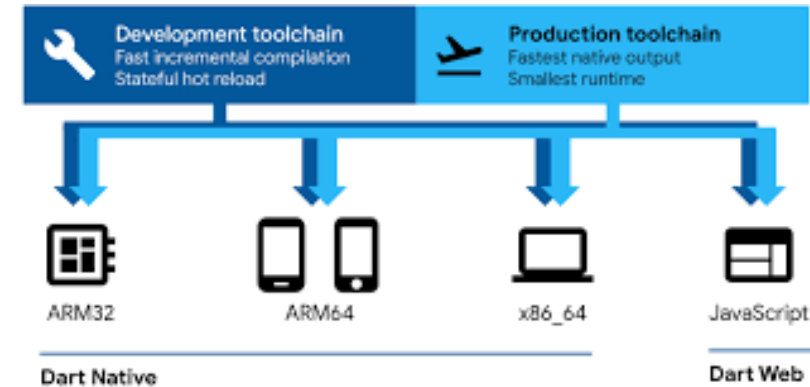 Development toolchain
Fast incremental compilation
Stateful hot reload
Production toolchain
Fastest native output
Smallest runtime
ARM32
ARM64
x86_64
JavaScript
Dart Native
Dart Web